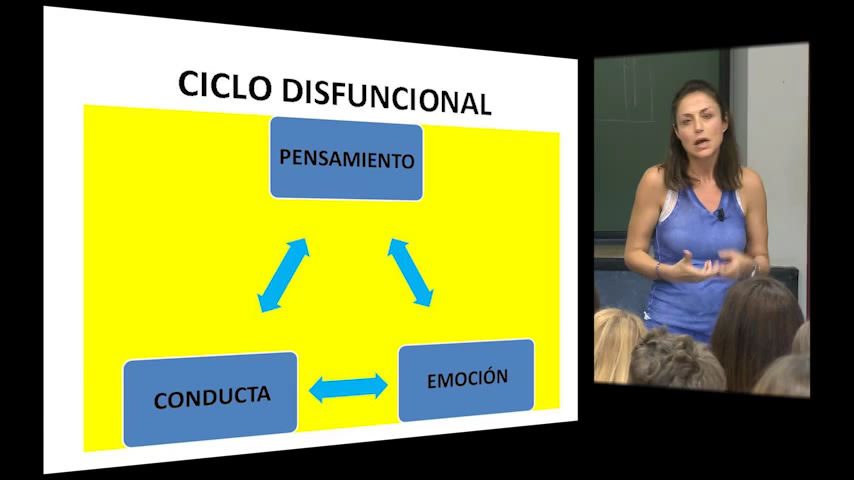 CICLO DISFUNCIONAL
PENSAMIENTO
CONDUCTA
EMOCIÓN